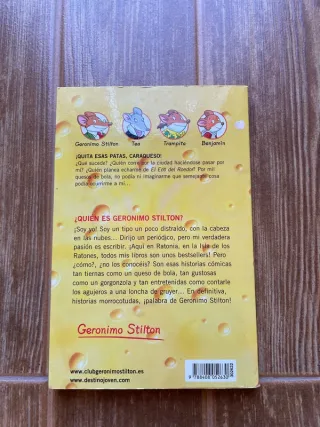 Geronimo Stilton
Tea
Trampita
Benjamín
¡QUITA ESAS PATAS, CARAQUESO!
¿Qué sucede? ¿Quién corre por la ciudad haciéndose pasar por
mí? ¿Quién planea echarme de El Eco del Roedor? Por mil
quesos de bola, no podía ni imaginarme que semejante cosa
podía ocurrirme a mí...
¿QUIÉN ES GERONIMO STILTON?
¡Soy yo! Soy un tipo un poco distraído, con la cabeza
en las nubes... Dirijo un periódico, pero mi verdadera
pasión es escribir. ¡Aquí en Ratonia, en la Isla de los
Ratones, todos mis libros son unos bestsellers! Pero
¿cómo?, ¿no los conocéis? Son esas historias cómicas
tan tiernas como un queso de bola, tan gustosas
como un gorgonzola y tan entretenidas como contarle
los agujeros a una loncha de gruyer... En definitiva,
historias morrocotudas, ¡palabra de Geronimo Stilton!
Geronimo Stilton
www.clubgeronimostilton.es
www.destinojoven.com